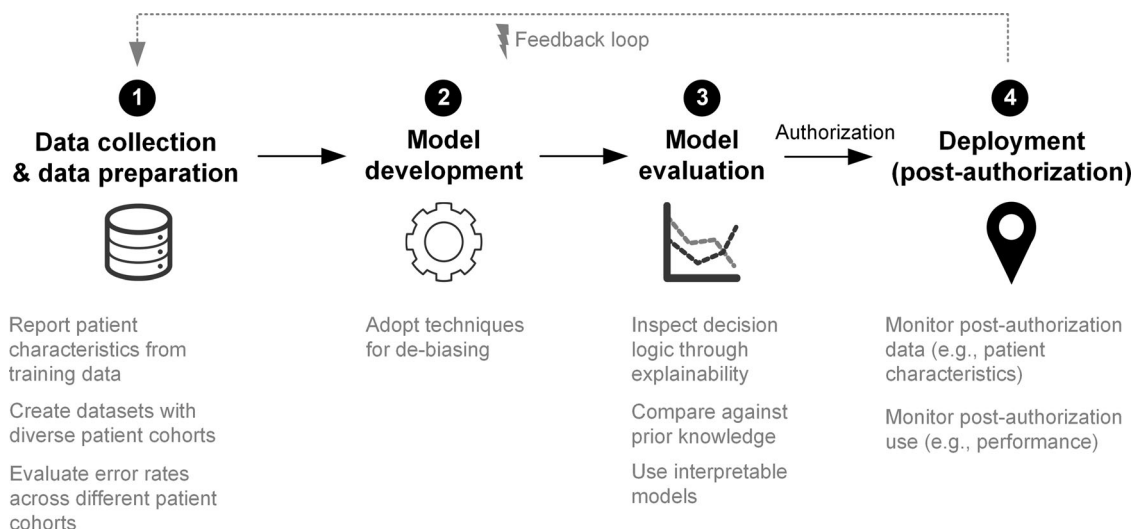 Feedback loop
1
Data collection
& data preparation
2
Model
development
3
Model
evaluation
Authorization
4
Deployment
(post-authorization)
Report patient
characteristics from
training data
Create datasets with
diverse patient cohorts
Evaluate error rates
across different patient
cohorts
Adopt techniques
for de-biasing
Inspect decision
logic through
explainability
Compare against
prior knowledge
Use interpretable
models
Monitor post-authorization
data (e.g., patient
characteristics)
Monitor post-authorization
use (e.g., performance)